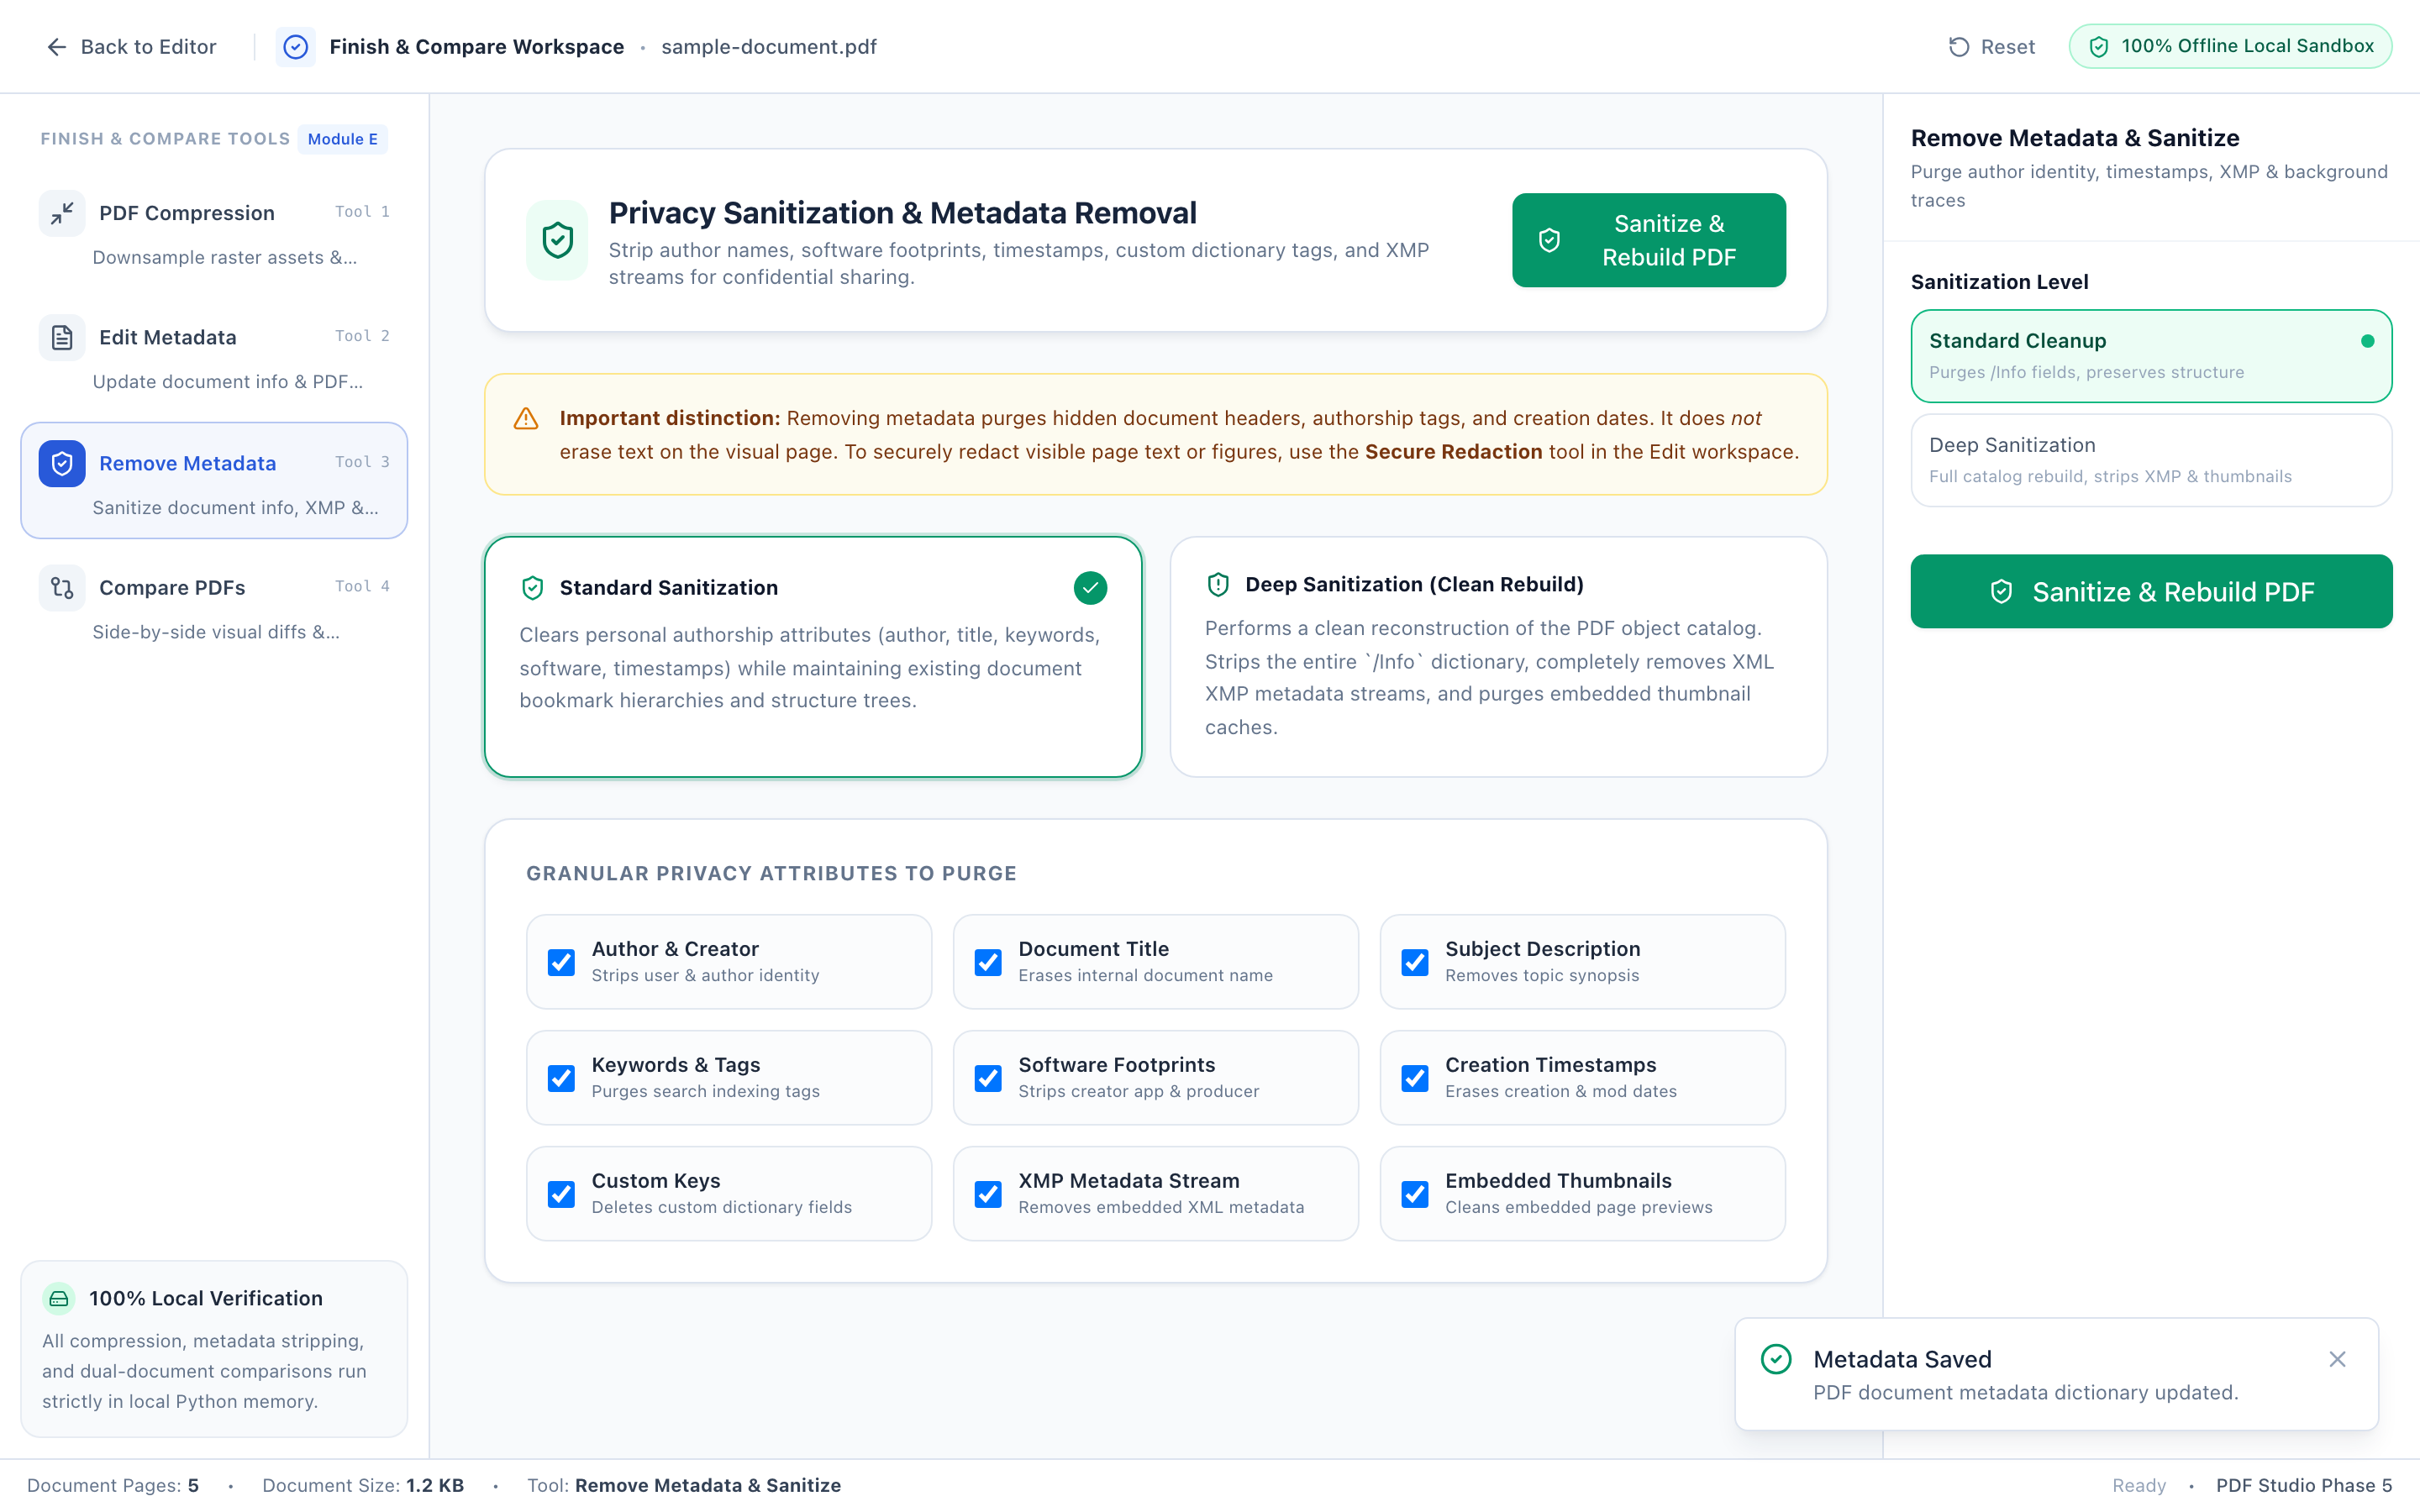 Back to Editor
Finish & Compare Workspace • sample-document.pdf
Reset
100% Offline Local Sandbox
FINISH & COMPARE TOOLS Module E
PDF Compression Tool 1
Downsample raster assets &...
Edit Metadata Tool 2
Update document info & PDF...
Remove Metadata Tool 3
Sanitize document info, XMP &...
Compare PDFs Tool 4
Side-by-side visual diffs &...
100% Local Verification
All compression, metadata stripping,
and dual-document comparisons run
strictly in local Python memory.
Privacy Sanitization & Metadata Removal
Strip author names, software footprints, timestamps, custom dictionary tags, and XMP
streams for confidential sharing.
Sanitize &
Rebuild PDF
Important distinction: Removing metadata purges hidden document headers, authorship tags, and creation dates. It does not
erase text on the visual page. To securely redact visible page text or figures, use the Secure Redaction tool in the Edit workspace.
Standard Sanitization
Clears personal authorship attributes (author, title, keywords,
software, timestamps) while maintaining existing document
bookmark hierarchies and structure trees.
Deep Sanitization (Clean Rebuild)
Performs a clean reconstruction of the PDF object catalog.
Strips the entire `/Info` dictionary, completely removes XML
XMP metadata streams, and purges embedded thumbnail
caches.
GRANULAR PRIVACY ATTRIBUTES TO PURGE
Author & Creator
Strips user & author identity
Document Title
Erases internal document name
Subject Description
Removes topic synopsis
Keywords & Tags
Purges search indexing tags
Software Footprints
Strips creator app & producer
Creation Timestamps
Erases creation & mod dates
Custom Keys
Deletes custom dictionary fields
XMP Metadata Stream
Removes embedded XML metadata
Embedded Thumbnails
Cleans embedded page previews
Remove Metadata & Sanitize
Purge author identity, timestamps, XMP & background
traces
Sanitization Level
Standard Cleanup
Purges /Info fields, preserves structure
Deep Sanitization
Full catalog rebuild, strips XMP & thumbnails
Sanitize & Rebuild PDF
Metadata Saved
PDF document metadata dictionary updated.
Document Pages: 5 • Document Size: 1.2 KB • Tool: Remove Metadata & Sanitize
Ready • PDF Studio Phase 5